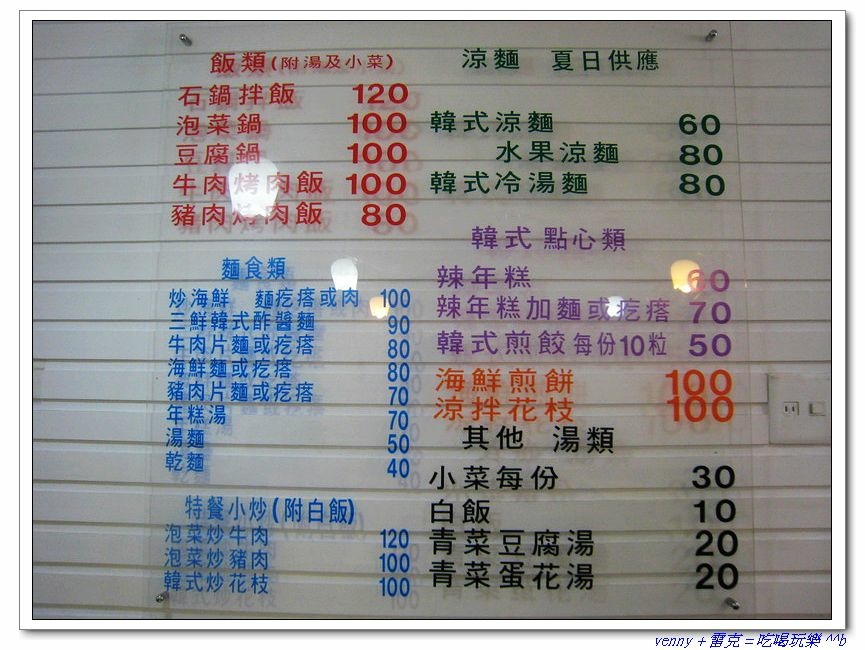 飯類(附湯及小菜)
石鍋拌飯 120
泡菜鍋 100
豆腐鍋 100
牛肉烤肉飯 100
豬肉烤肉飯 80
麵食類
炒海鮮 麵疙瘩或肉 100
三鮮韓式酢醬麵 90
牛肉片麵或疙瘩 80
海鮮麵或疙瘩 80
豬肉片麵或疙瘩 70
年糕湯 70
湯麵 50
乾麵 40
特餐小炒(附白飯)
泡菜炒牛肉 120
泡菜炒豬肉 100
韓式炒花枝 100
涼麵 夏日供應
韓式涼麵 60
水果涼麵 80
韓式冷湯麵 80
韓式 點心類
辣年糕 60
辣年糕加麵或疙瘩 70
韓式煎餃每份10粒 50
海鮮煎餅 100
涼拌花枝 100
其他 湯類
小菜每份 30
白飯 10
青菜豆腐湯 20
青菜蛋花湯 20
venny + 雷克 = 吃喝玩樂 ^^b